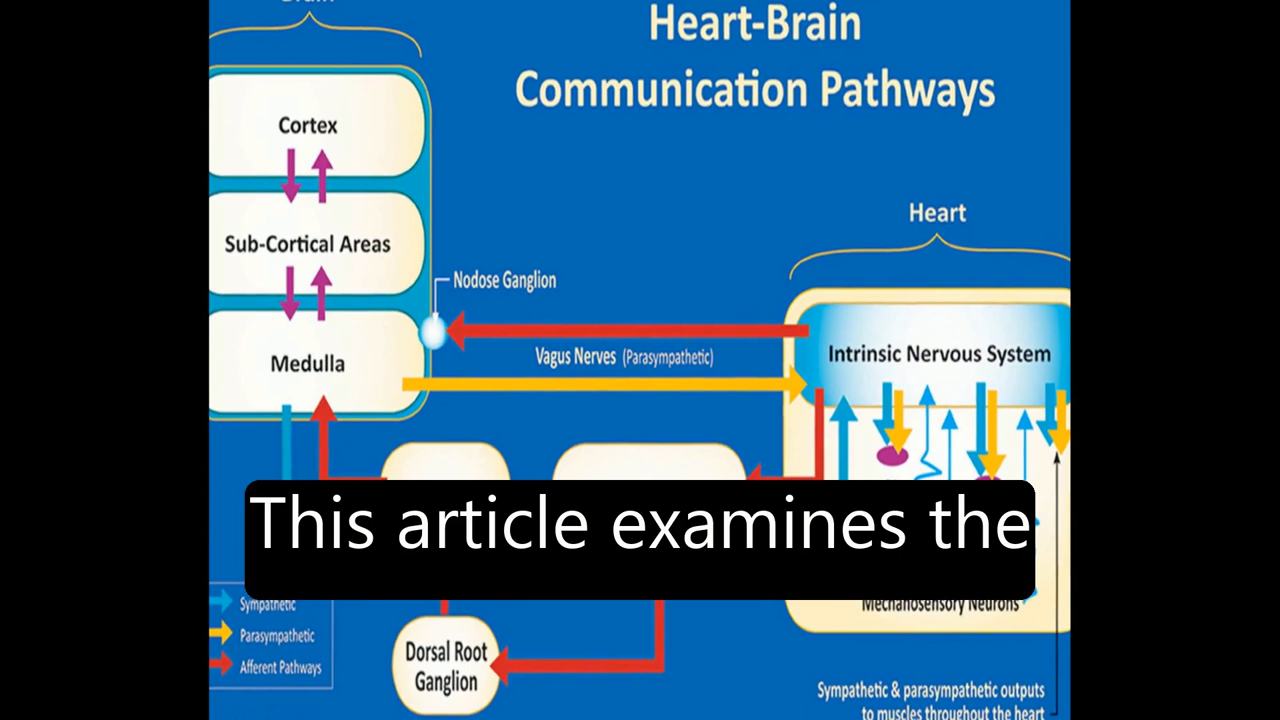 Heart-Brain
Communication Pathways
Cortex
Sub-Cortical Areas
Medulla
Nodose Ganglion
Vagus Nerves (Parasympathetic)
Heart
Intrinsic Nervous System
This article examines the
Mechanosensory Neurons
Sympathetic
Parasympathetic
Afferent Pathways
Dorsal Root
Ganglion
Sympathetic & parasympathetic outputs
to muscles throughout the heart